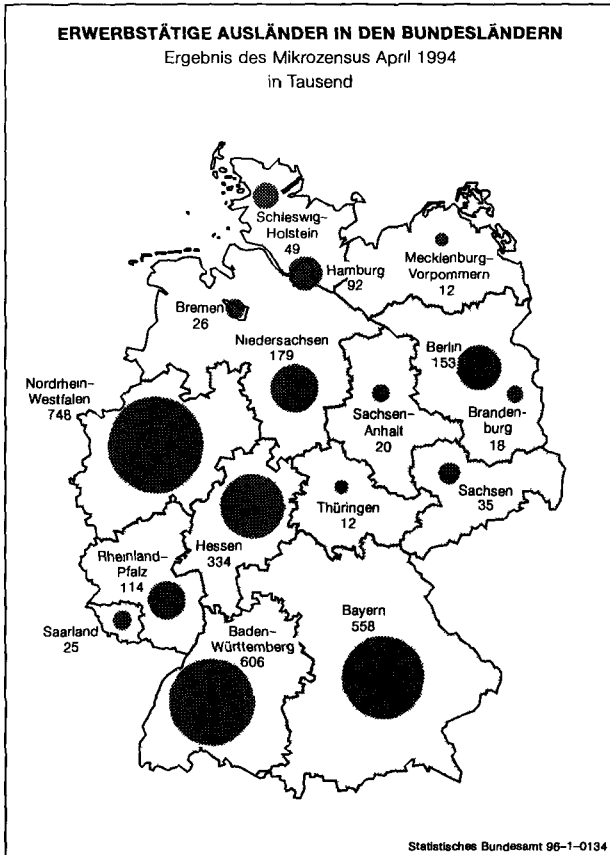 ERWERBSTÄTIGE AUSLÄNDER IN DEN BUNDESLÄNDERN
Ergebnis des Mikrozensus April 1994
in Tausend
Schleswig-
Holstein
49
Hamburg
92
Mecklenburg-
Vorpommern
12
Bremen
26
Niedersachsen
179
Berlin
153
Nordrhein-
Westfalen
748
Sachsen-
Anhalt
20
Branden-
burg
18
Sachsen
35
Thüringen
12
Hessen
334
Rheinland-
Pfalz
114
Saarland
25
Baden-
Württemberg
606
Bayern
558
Statistisches Bundesamt 96-1-0134